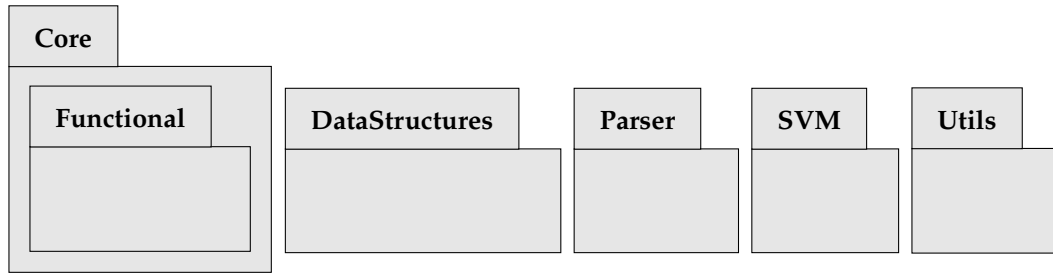 Core
Functional
DataStructures
Parser
SVM
Utils